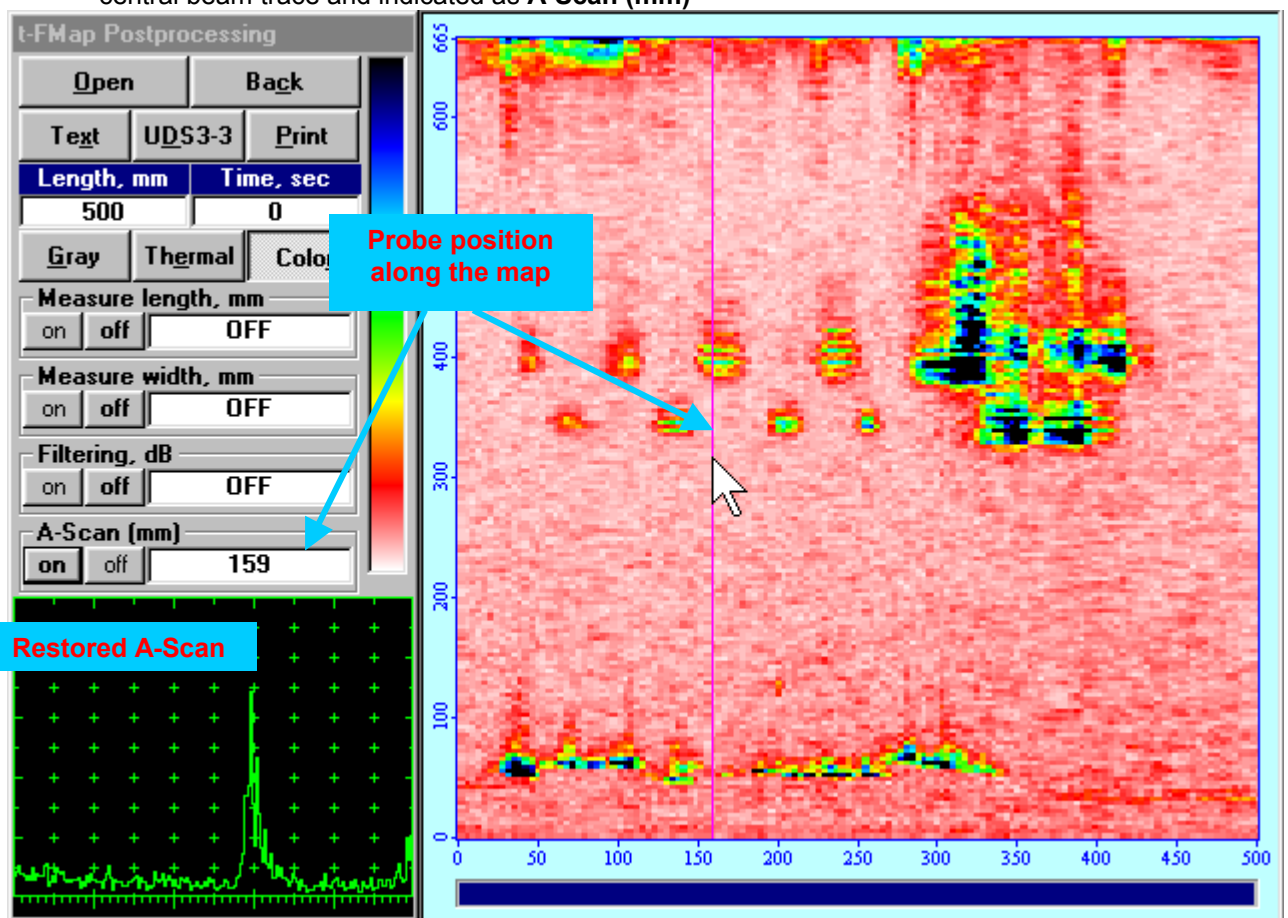 central beam trace and indicated as A-Scan (mm)
t-FMap Postprocessing
Open Back
Text UDS3-3 Print
Length, mm Time, sec
500 0
Gray Thermal
Measure length, mm
on off OFF
Measure width, mm
on off OFF
Filtering, dB
on off OFF
A-Scan (mm)
on off 159
Restored A-Scan
Probe position
along the map
665
600
400
300
200
100
0
0 50 100 150 200 250 300 350 400 450 500